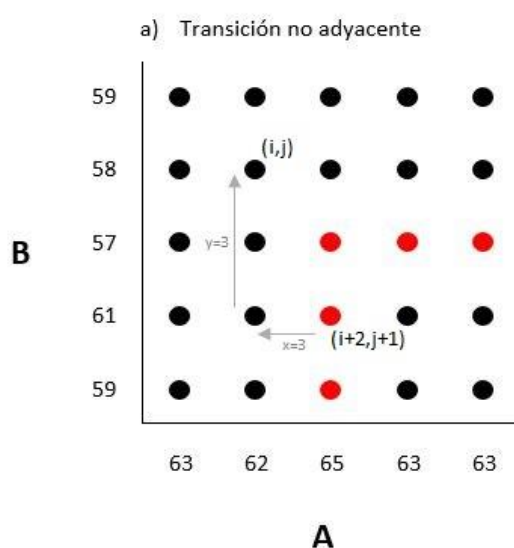 a) Transición no adyacente
59
(i,j)
58
y=3
57
B
61
(i+2,j+1)
x=3
59
63 62 65 63 63
A